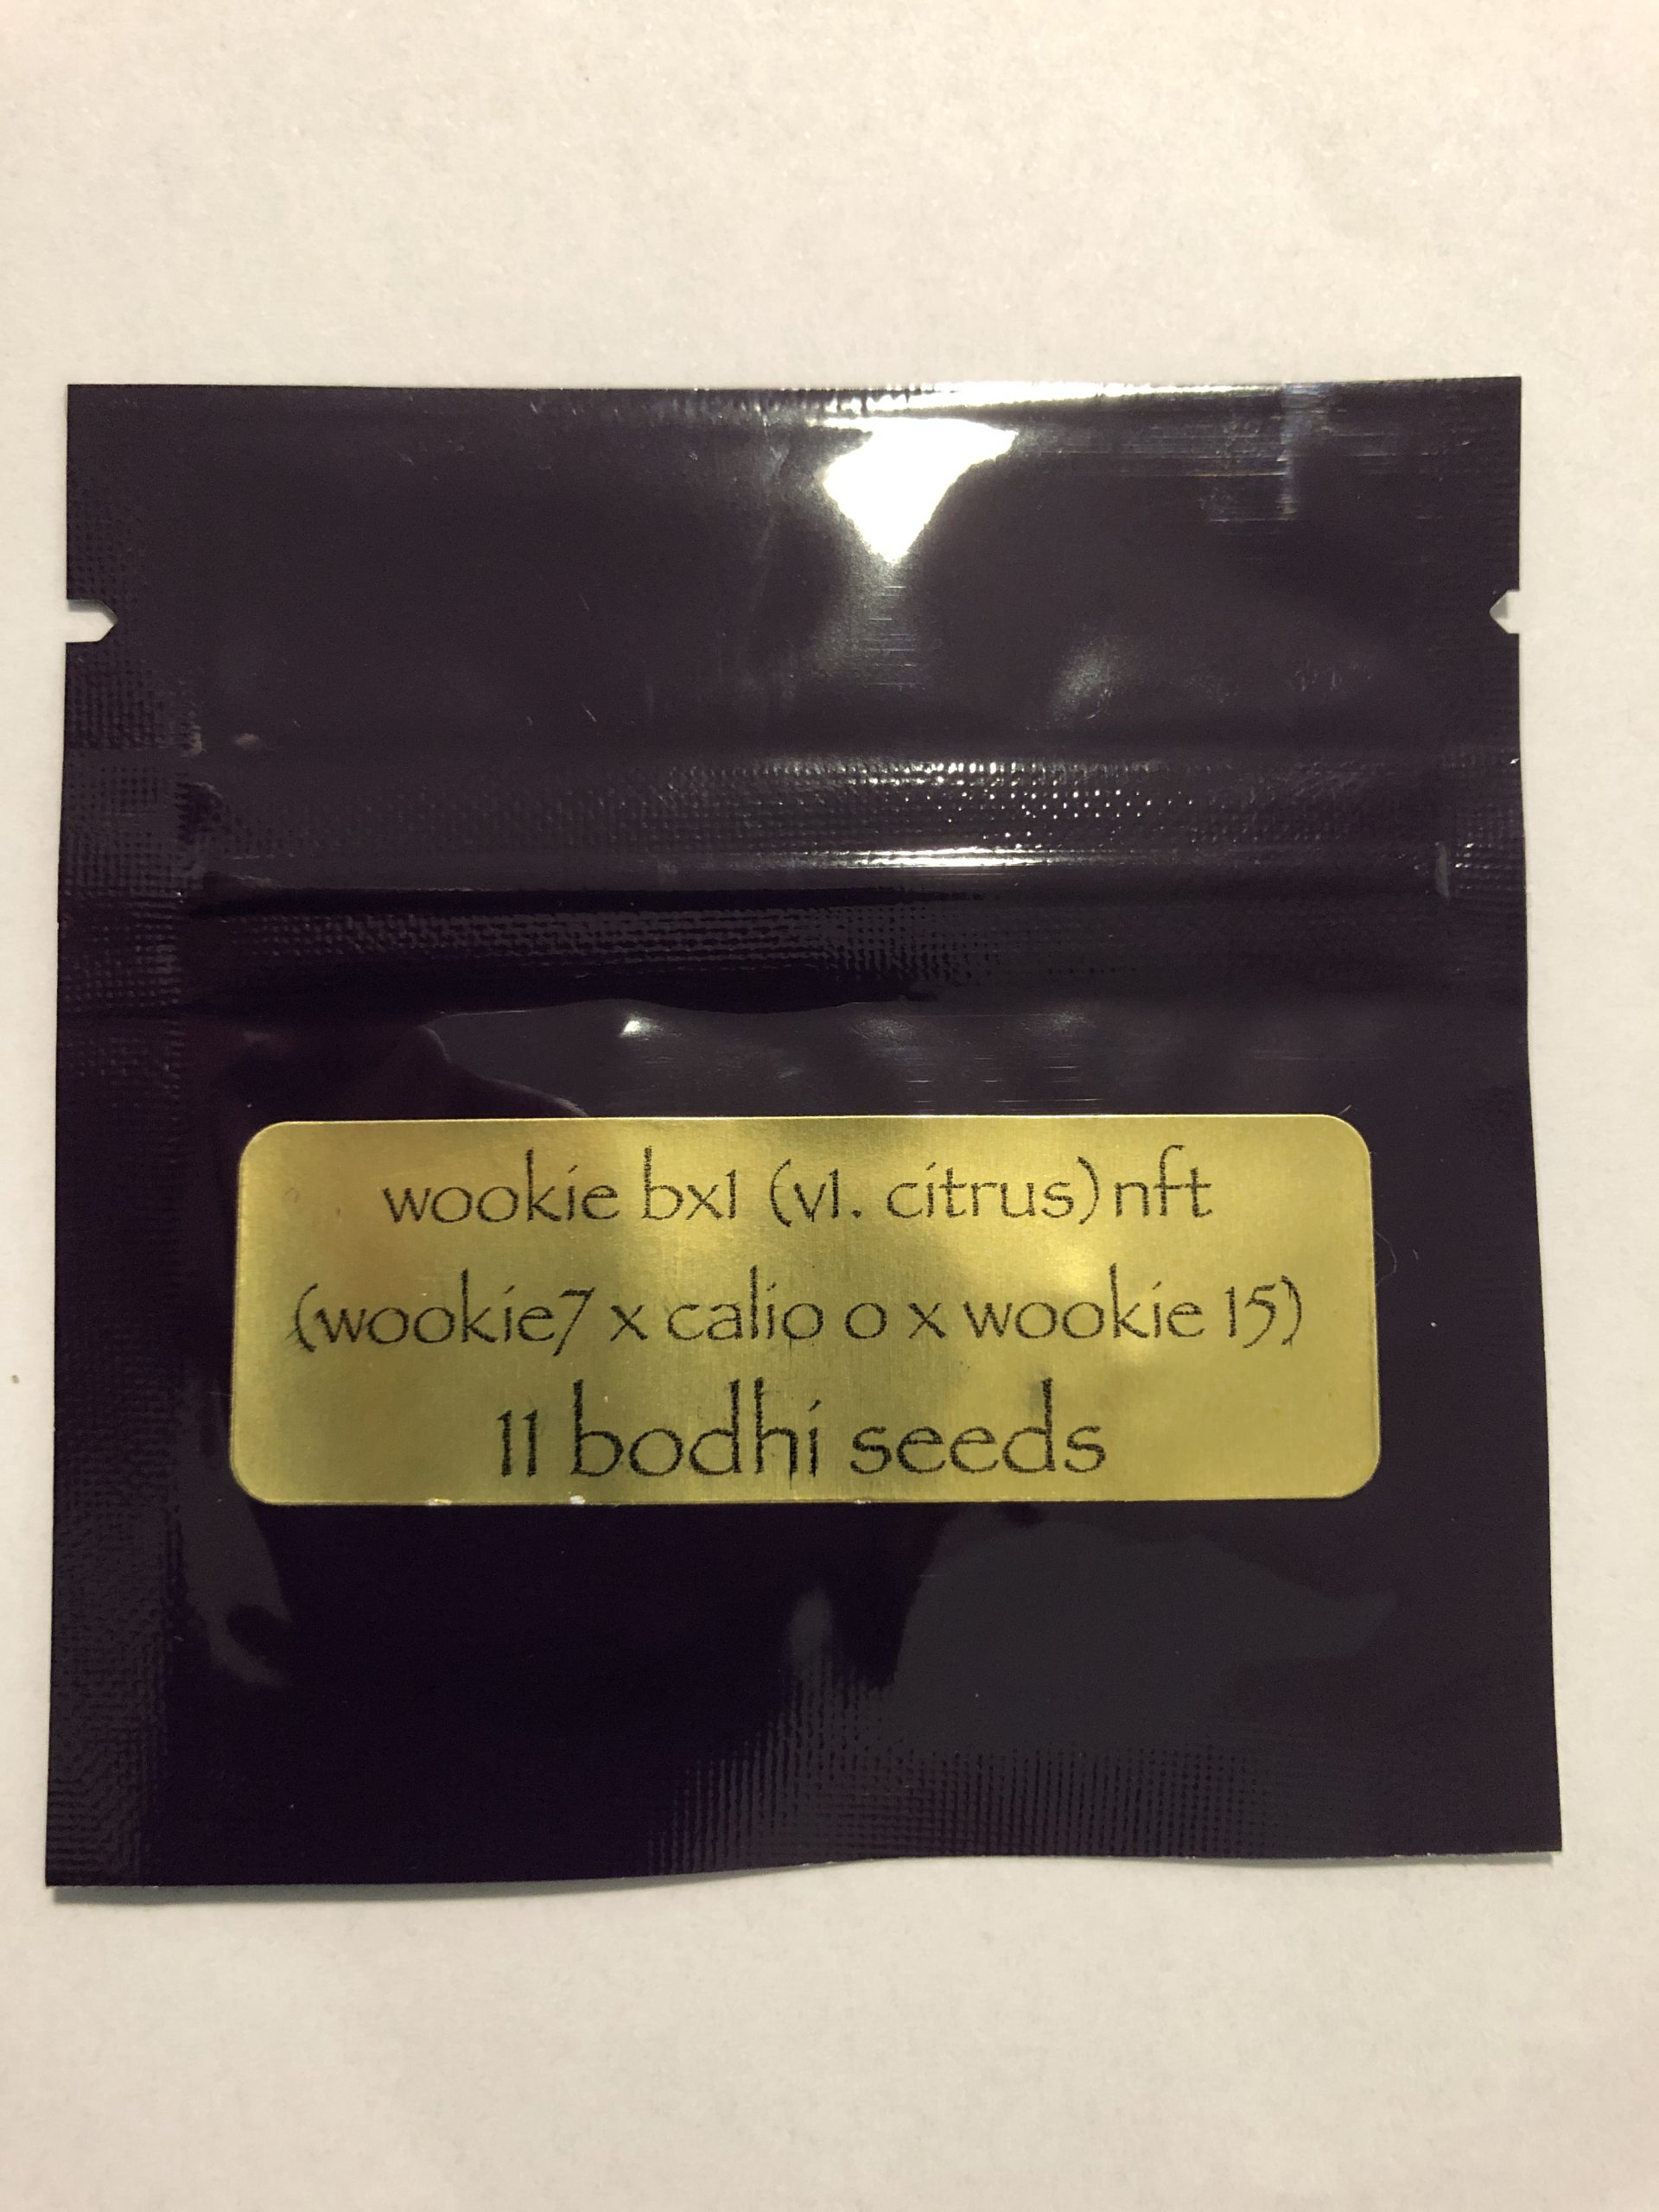 wookie bx1 (v1. citrus)nft
(wookie7 x calio o x wookie 15)
11 bodhi seeds